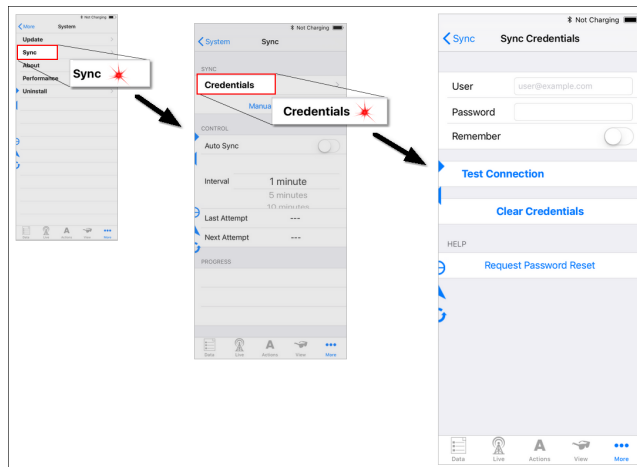 Not Charging
More System
Update
Sync
About
Performance
Uninstall
Sync
Data Live Actions View More
Not Charging
System Sync
SYNC
Credentials
Manua
Credentials
CONTROL
Auto Sync
Interval 1 minute
5 minutes
10 minutes
Last Attempt ---
Next Attempt ---
PROGRESS
Data Live Actions View More
Not Charging
Sync Sync Credentials
User user@example.com
Password
Remember
Test Connection
Clear Credentials
HELP
Request Password Reset
Data Live Actions View More